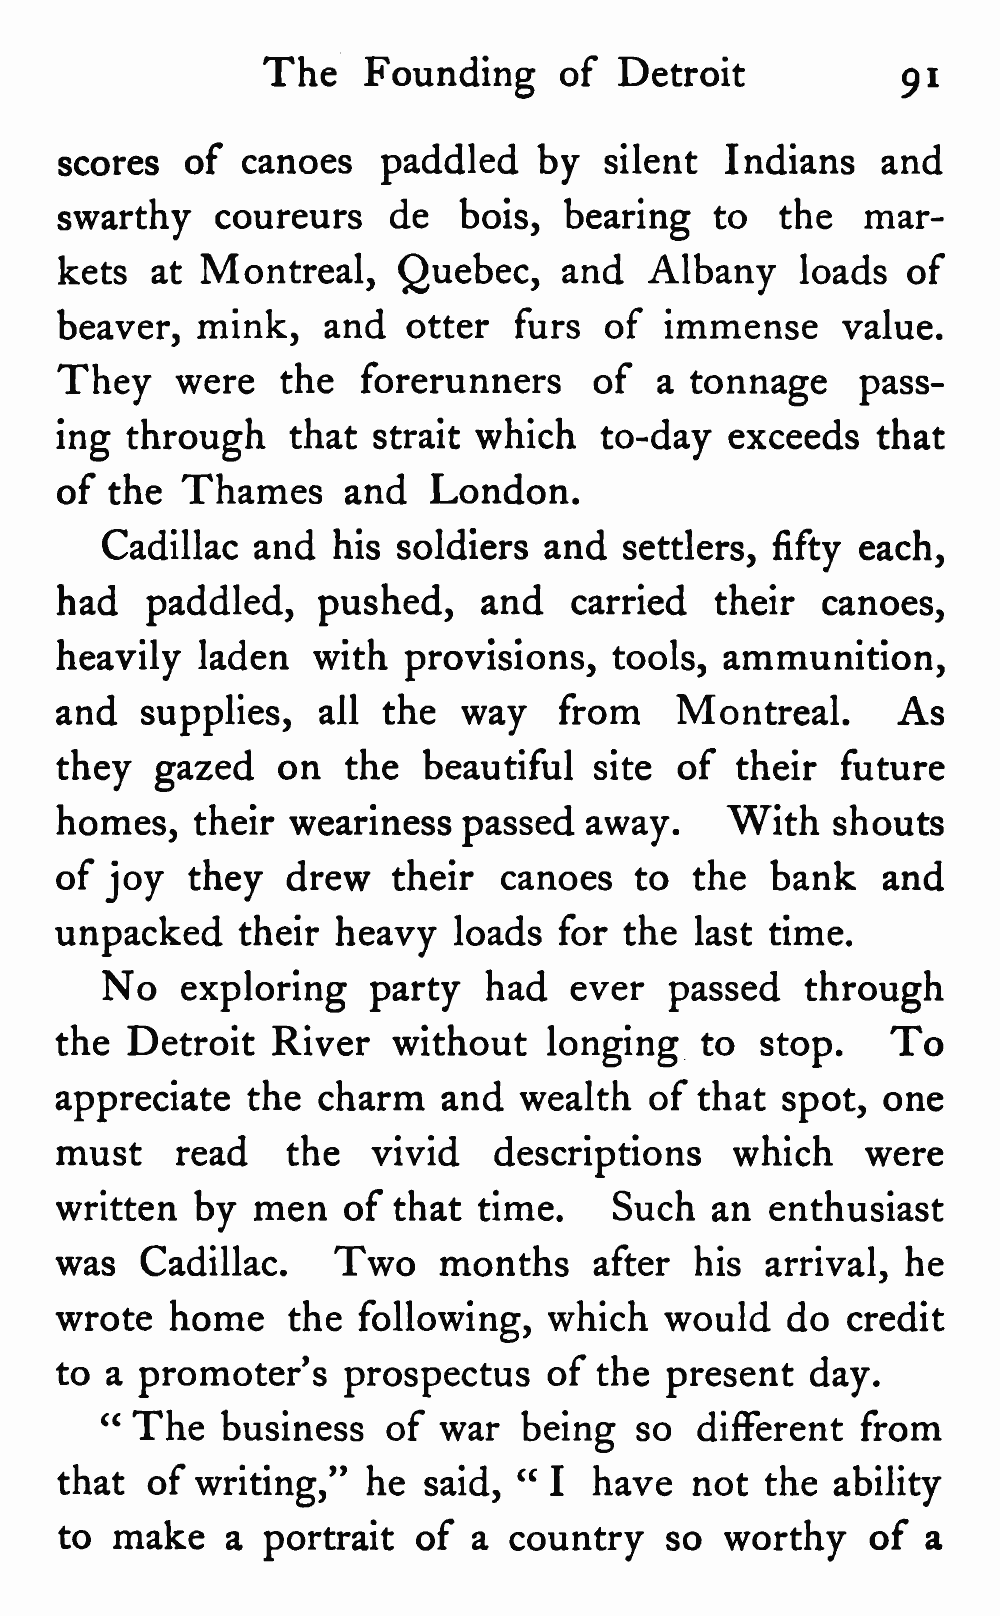 The Founding of Detroit 91
scores of canoes paddled by silent Indians and
swarthy coureurs de bois, bearing to the mar-
kets at Montreal, Quebec, and Albany loads of
beaver, mink, and otter furs of immense value.
They were the forerunners of a tonnage pass-
ing through that strait which to-day exceeds that
of the Thames and London.
Cadillac and his soldiers and settlers, fifty each,
had paddled, pushed, and carried their canoes,
heavily laden with provisions, tools, ammunition,
and supplies, all the way from Montreal. As
they gazed on the beautiful site of their future
homes, their weariness passed away. With shouts
of joy they drew their canoes to the bank and
unpacked their heavy loads for the last time.
No exploring party had ever passed through
the Detroit River without longing to stop. To
appreciate the charm and wealth of that spot, one
must read the vivid descriptions which were
written by men of that time. Such an enthusiast
was Cadillac. Two months after his arrival, he
wrote home the following, which would do credit
to a promoter's prospectus of the present day.
“ The business of war being so different from
that of writing,” he said, “ I have not the ability
to make a portrait of a country so worthy of a